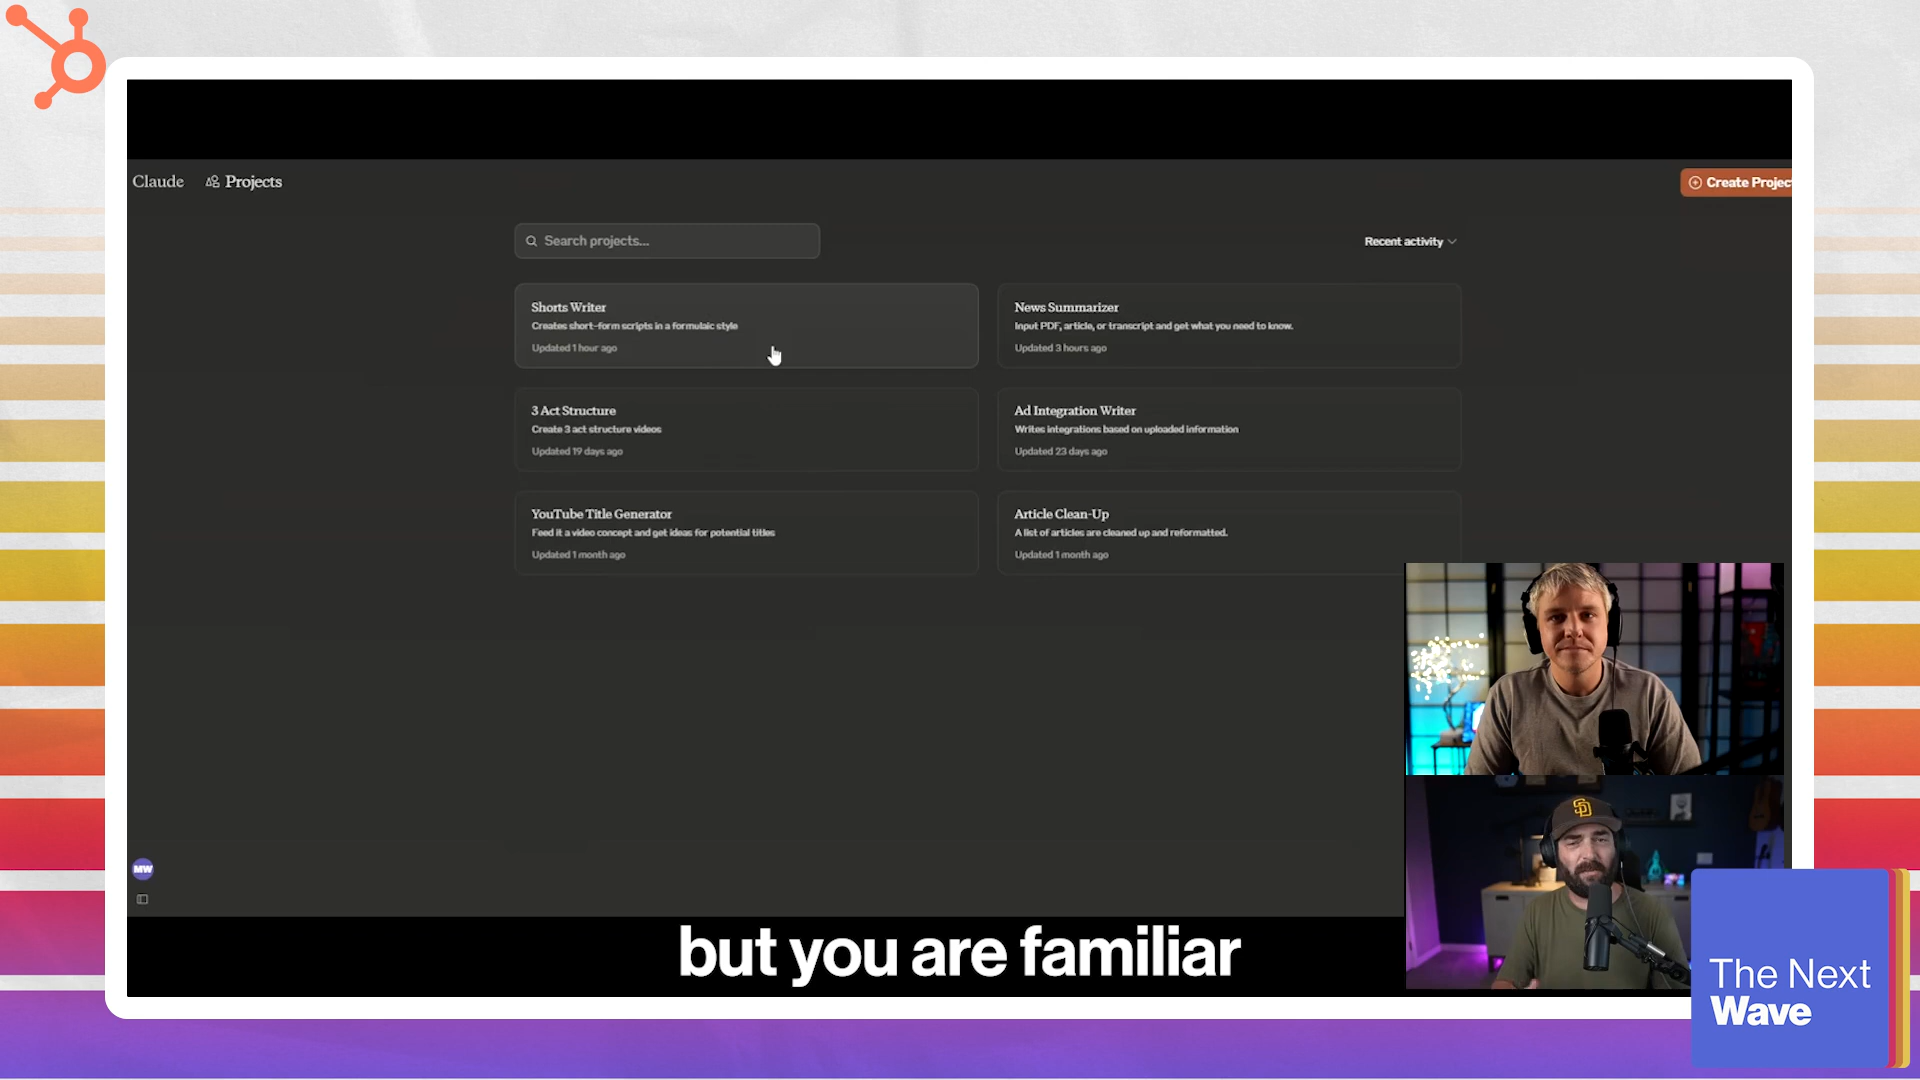 Claude
Projects
Create Projec
Search projects...
Recent activity
Shorts Writer
Creates short-form scripts in a formulaic style
Updated 1 hour ago
News Summarizer
Input PDF, article, or transcript and get what you need to know.
Updated 3 hours ago
3 Act Structure
Create 3 act structure videos
Updated 19 days ago
Ad Integration Writer
Writes integrations based on uploaded information
Updated 23 days ago
YouTube Title Generator
Feed it a video concept and get ideas for potential titles
Updated 1 month ago
Article Clean-Up
A list of articles are cleaned up and reformatted.
Updated 1 month ago
MW
SD
but you are familiar
The Next
Wave